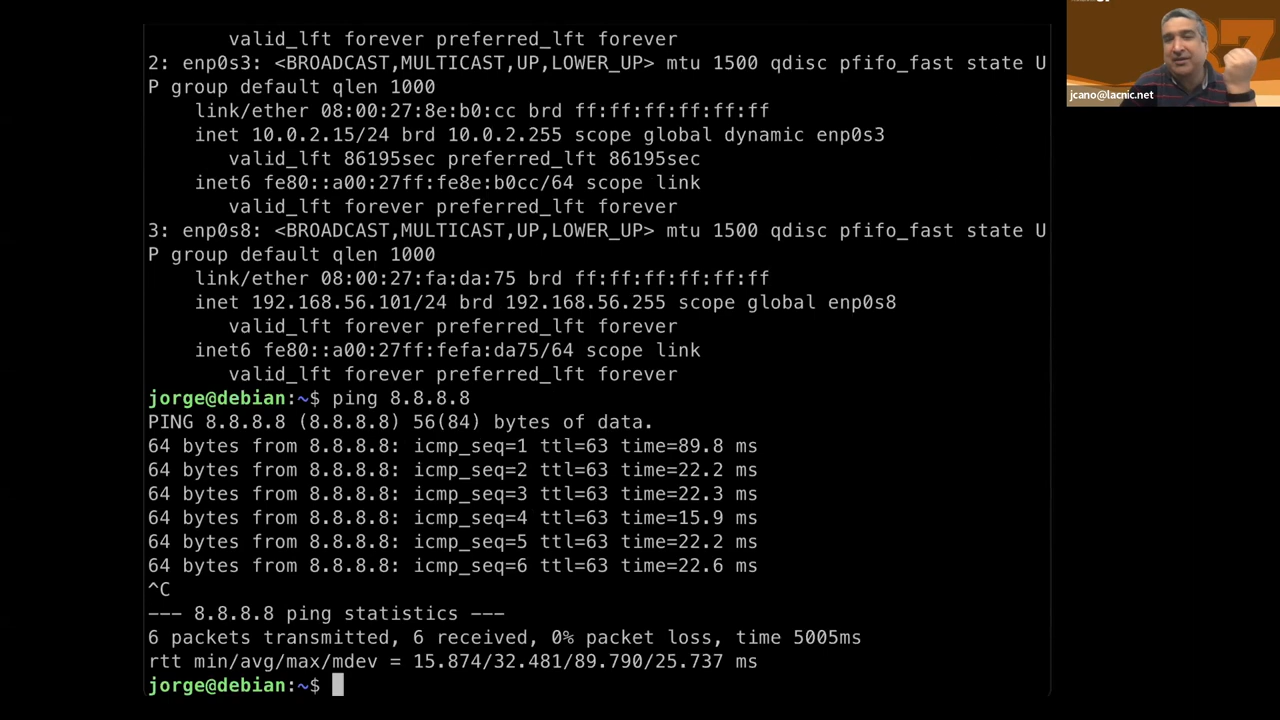 valid_lft forever preferred_lft forever
2: enp0s3: <BROADCAST,MULTICAST,UP,LOWER_UP> mtu 1500 qdisc pfifo_fast state U
P group default qlen 1000
link/ether 08:00:27:8e:b0:cc brd ff:ff:ff:ff:ff:ff
inet 10.0.2.15/24 brd 10.0.2.255 scope global dynamic enp0s3
valid_lft 86195sec preferred_lft 86195sec
inet6 fe80::a00:27ff:fe8e:b0cc/64 scope link
valid_lft forever preferred_lft forever
3: enp0s8: <BROADCAST,MULTICAST,UP,LOWER_UP> mtu 1500 qdisc pfifo_fast state U
P group default qlen 1000
link/ether 08:00:27:fa:da:75 brd ff:ff:ff:ff:ff:ff
inet 192.168.56.101/24 brd 192.168.56.255 scope global enp0s8
valid_lft forever preferred_lft forever
inet6 fe80::a00:27ff:fefa:da75/64 scope link
valid_lft forever preferred_lft forever
jorge@debian:~$ ping 8.8.8.8
PING 8.8.8.8 (8.8.8.8) 56(84) bytes of data.
64 bytes from 8.8.8.8: icmp_seq=1 ttl=63 time=89.8 ms
64 bytes from 8.8.8.8: icmp_seq=2 ttl=63 time=22.2 ms
64 bytes from 8.8.8.8: icmp_seq=3 ttl=63 time=22.3 ms
64 bytes from 8.8.8.8: icmp_seq=4 ttl=63 time=15.9 ms
64 bytes from 8.8.8.8: icmp_seq=5 ttl=63 time=22.2 ms
64 bytes from 8.8.8.8: icmp_seq=6 ttl=63 time=22.6 ms
^C
--- 8.8.8.8 ping statistics ---
6 packets transmitted, 6 received, 0% packet loss, time 5005ms
rtt min/avg/max/mdev = 15.874/32.481/89.790/25.737 ms
jorge@debian:~$
jcano@lacnic.net